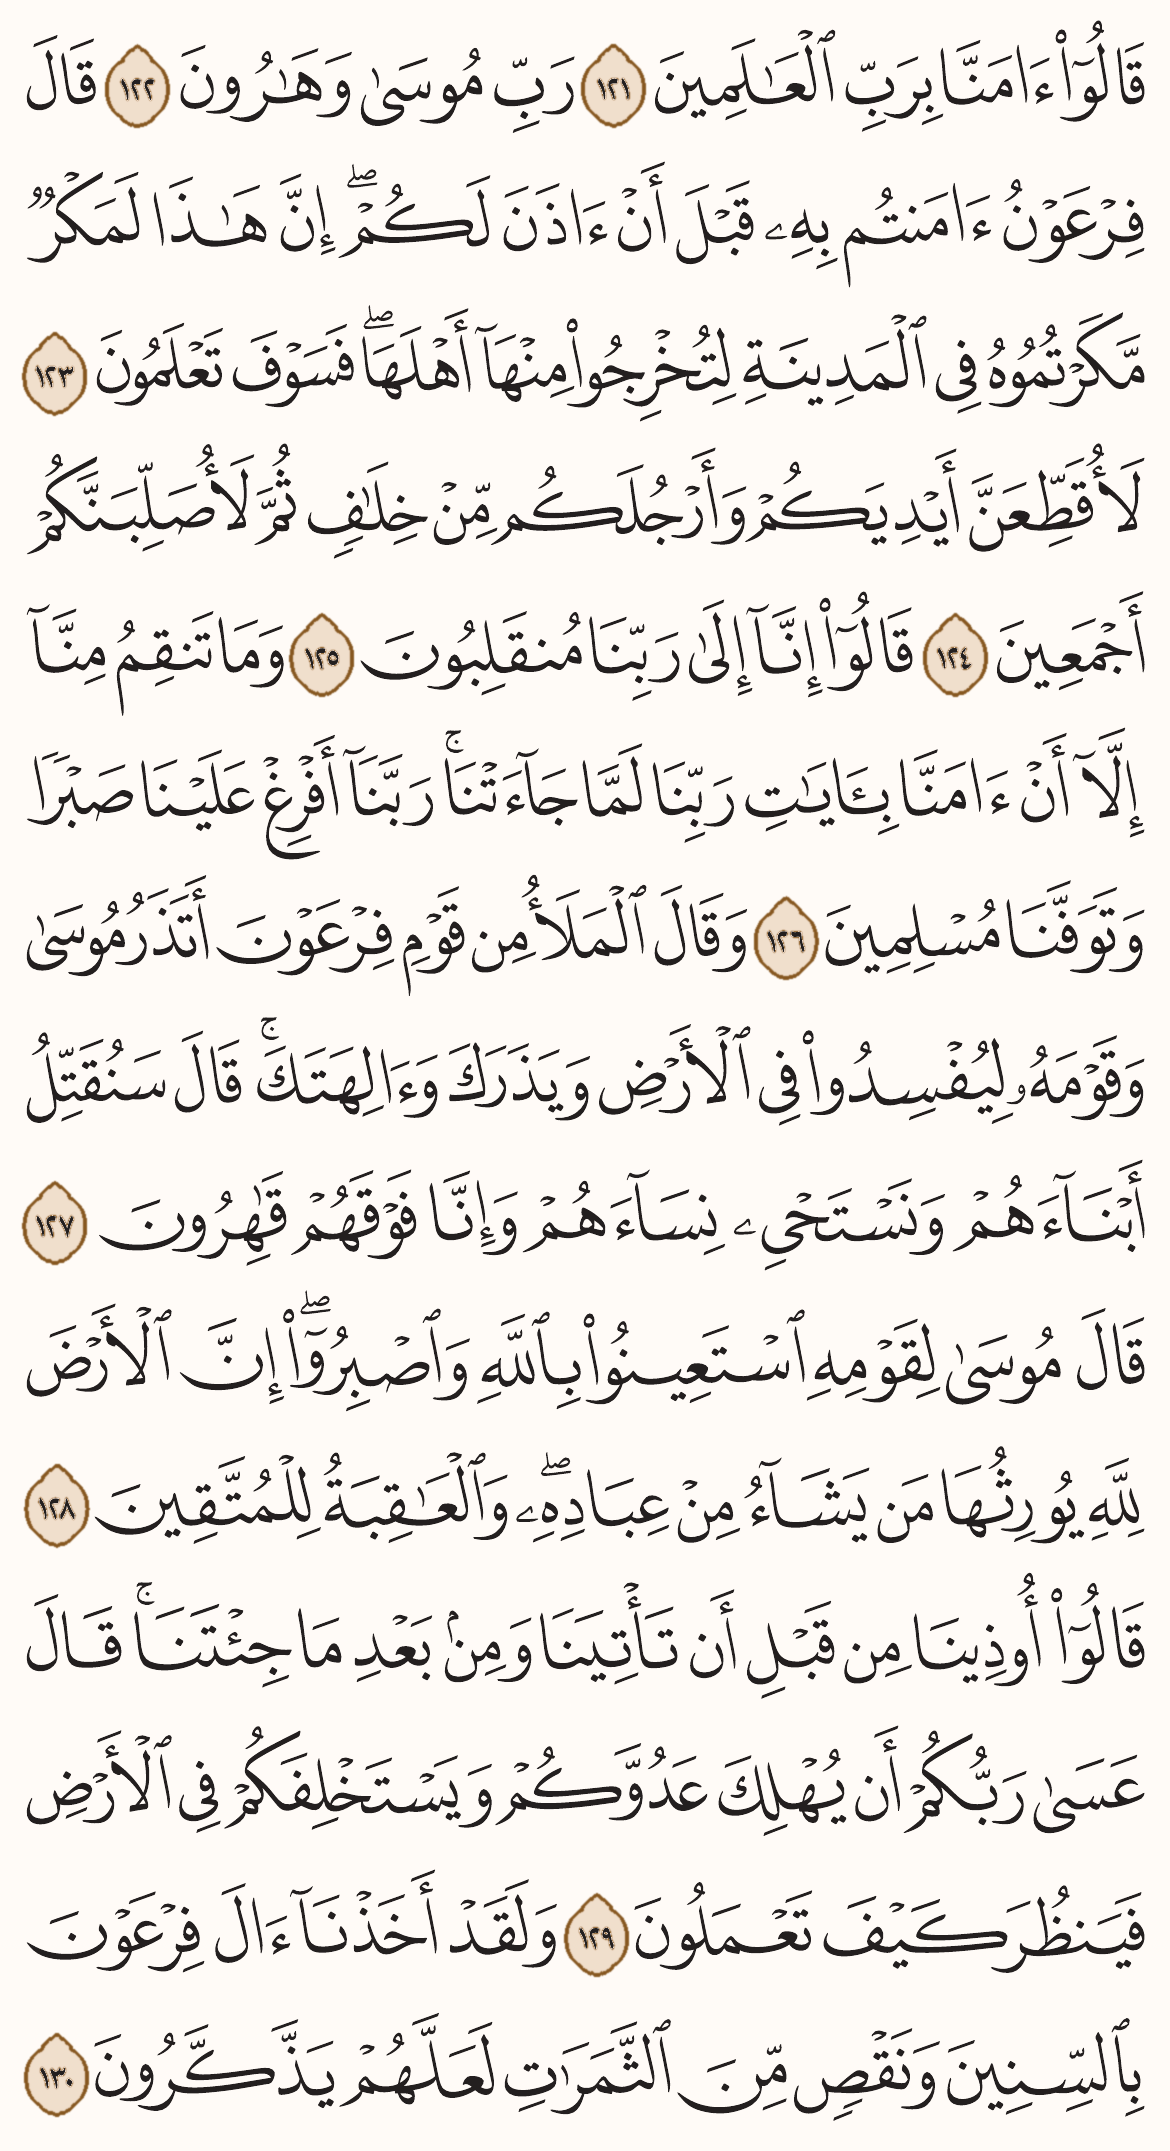 قَالُوٓا۟ ءَامَنَّا بِرَبِّ ٱلْعَـٰلَمِينَ ١٢١ رَبِّ مُوسَىٰ وَهَـٰرُونَ ١٢٢ قَالَ
فِرْعَوْنُ ءَامَنتُم بِهِۦ قَبْلَ أَنْ ءَاذَنَ لَكُمْ ۖ إِنَّ هَـٰذَا لَمَكْرٌ
مَّكَرْتُمُوهُ فِى ٱلْمَدِينَةِ لِتُخْرِجُوا۟ مِنْهَآ أَهْلَهَا ۖ فَسَوْفَ تَعْلَمُونَ ١٢٣
لَأُقَطِّعَنَّ أَيْدِيَكُمْ وَأَرْجُلَكُم مِّنْ خِلَـٰفٍ ثُمَّ لَأُصَلِّبَنَّكُمْ
أَجْمَعِينَ ١٢٤ قَالُوٓا۟ إِنَّآ إِلَىٰ رَبِّنَا مُنقَلِبُونَ ١٢٥ وَمَا تَنقِمُ مِنَّآ
إِلَّآ أَنْ ءَامَنَّا بِـَٔايَـٰتِ رَبِّنَا لَمَّا جَآءَتْنَا ۚ رَبَّنَآ أَفْرِغْ عَلَيْنَا صَبْرًا
وَتَوَفَّنَا مُسْلِمِينَ ١٢٦ وَقَالَ ٱلْمَلَأُ مِن قَوْمِ فِرْعَوْنَ أَتَذَرُ مُوسَىٰ
وَقَوْمَهُۥ لِيُفْسِدُوا۟ فِى ٱلْأَرْضِ وَيَذَرَكَ وَءَالِهَتَكَ ۚ قَالَ سَنُقَتِّلُ
أَبْنَآءَهُمْ وَنَسْتَحْىِۦ نِسَآءَهُمْ وَإِنَّا فَوْقَهُمْ قَـٰهِرُونَ ١٢٧
قَالَ مُوسَىٰ لِقَوْمِهِ ٱسْتَعِينُوا۟ بِٱللَّهِ وَٱصْبِرُوٓا۟ ۖ إِنَّ ٱلْأَرْضَ
لِلَّهِ يُورِثُهَا مَن يَشَآءُ مِنْ عِبَادِهِۦ ۖ وَٱلْعَـٰقِبَةُ لِلْمُتَّقِينَ ١٢٨
قَالُوٓا۟ أُوذِينَا مِن قَبْلِ أَن تَأْتِيَنَا وَمِنۢ بَعْدِ مَا جِئْتَنَا ۚ قَالَ
عَسَىٰ رَبُّكُمْ أَن يُهْلِكَ عَدُوَّكُمْ وَيَسْتَخْلِفَكُمْ فِى ٱلْأَرْضِ
فَيَنظُرَ كَيْفَ تَعْمَلُونَ ١٢٩ وَلَقَدْ أَخَذْنَآ ءَالَ فِرْعَوْنَ
بِٱلسِّنِينَ وَنَقْصٍ مِّنَ ٱلثَّمَرَٰتِ لَعَلَّهُمْ يَذَّكَّرُونَ ١٣٠